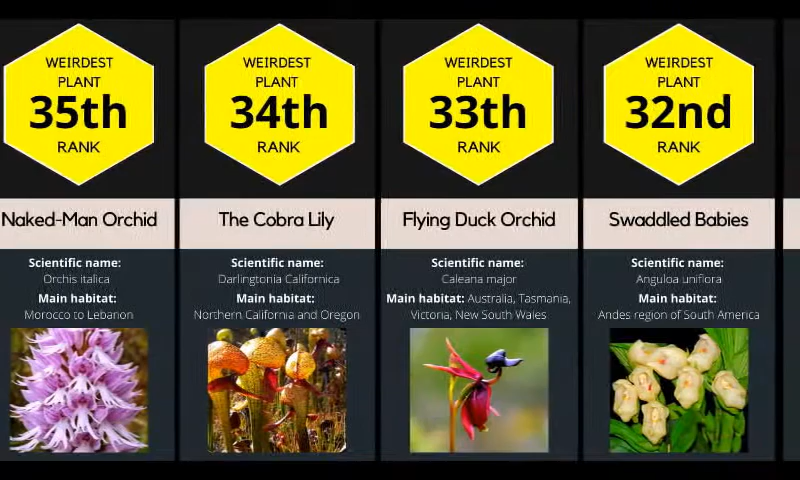 WEIRDEST
PLANT
35th
RANK
Naked-Man Orchid
Scientific name:
Orchis italica
Main habitat:
Morocco to Lebanon
WEIRDEST
PLANT
34th
RANK
The Cobra Lily
Scientific name:
Darlingtonia Californica
Main habitat:
Northern California and Oregon
WEIRDEST
PLANT
33th
RANK
Flying Duck Orchid
Scientific name:
Caleana major
Main habitat: Australia, Tasmania,
Victoria, New South Wales
WEIRDEST
PLANT
32nd
RANK
Swaddled Babies
Scientific name:
Anguloa uniflora
Main habitat:
Andes region of South America